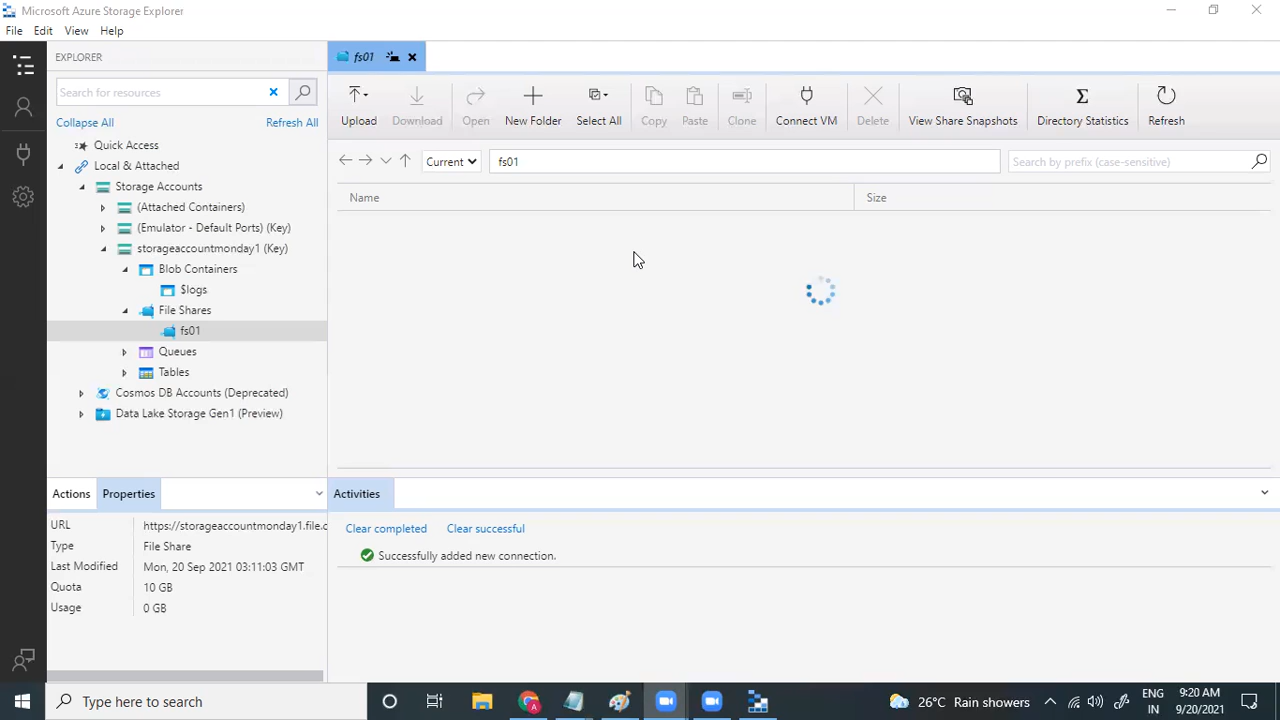 Microsoft Azure Storage Explorer
File Edit View Help
EXPLORER
Search for resources
Collapse All Refresh All
Quick Access
Local & Attached
Storage Accounts
(Attached Containers)
(Emulator - Default Ports) (Key)
storageaccountmonday1 (Key)
Blob Containers
$logs
File Shares
fs01
Queues
Tables
Cosmos DB Accounts (Deprecated)
Data Lake Storage Gen1 (Preview)
Actions Properties
URL https://storageaccountmonday1.file.c
Type File Share
Last Modified Mon, 20 Sep 2021 03:11:03 GMT
Quota 10 GB
Usage 0 GB
fs01
Upload Download Open New Folder Select All Copy Paste Clone Connect VM Delete View Share Snapshots Directory Statistics Refresh
Current fs01 Search by prefix (case-sensitive)
Name Size
Activities
Clear completed Clear successful
Successfully added new connection.
Type here to search
26°C Rain showers
ENG
IN
9:20 AM
9/20/2021